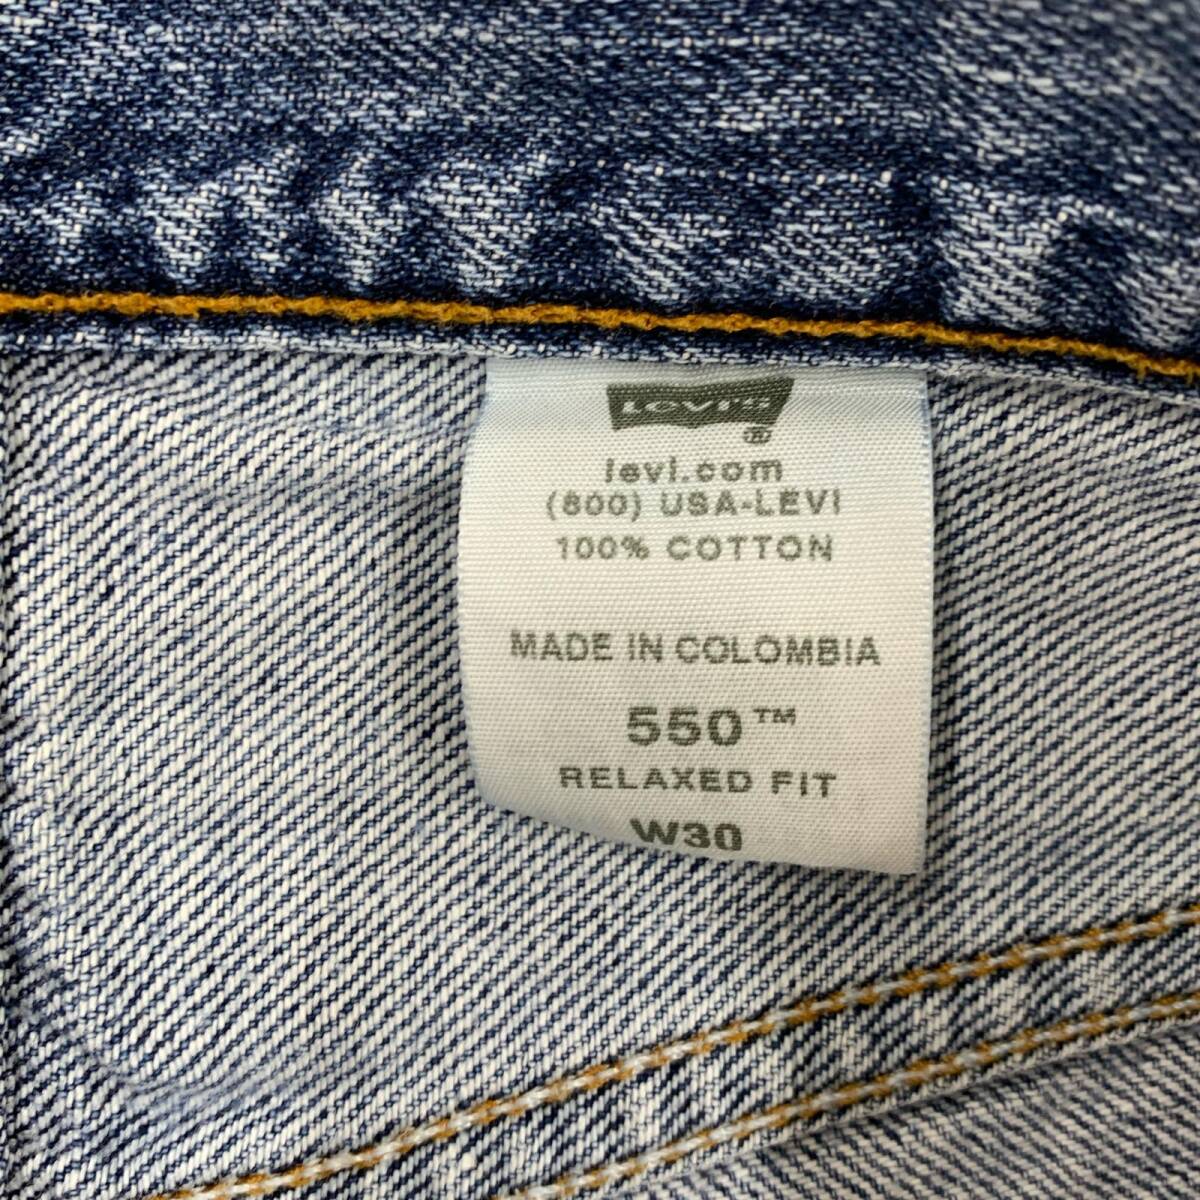 Levi's
®
levi.com
(800) USA-LEVI
100% COTTON
MADE IN COLOMBIA
550™
RELAXED FIT
W30